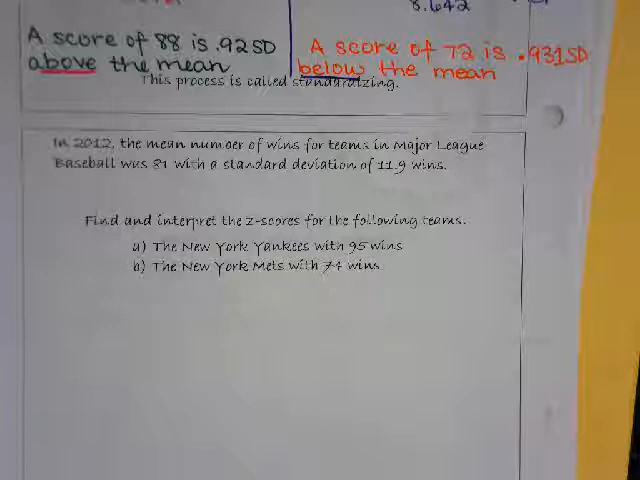 8.642
A score of 88 is .92SD
above the mean
A score of 72 is .931SD
below the mean
This process is called standardizing.
In 2012, the mean number of wins for teams in Major League
Baseball was 81 with a standard deviation of 11.9 wins.
Find and interpret the z-scores for the following teams.
a) The New York Yankees with 95 wins
b) The New York Mets with 74 wins